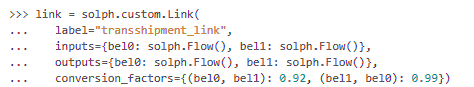 >>> link = solph.custom.Link(
...    label="transshipment_link",
...    inputs={bel0: solph.Flow(), bel1: solph.Flow()},
...    outputs={bel0: solph.Flow(), bel1: solph.Flow()},
...    conversion_factors={(bel0, bel1): 0.92, (bel1, bel0): 0.99})